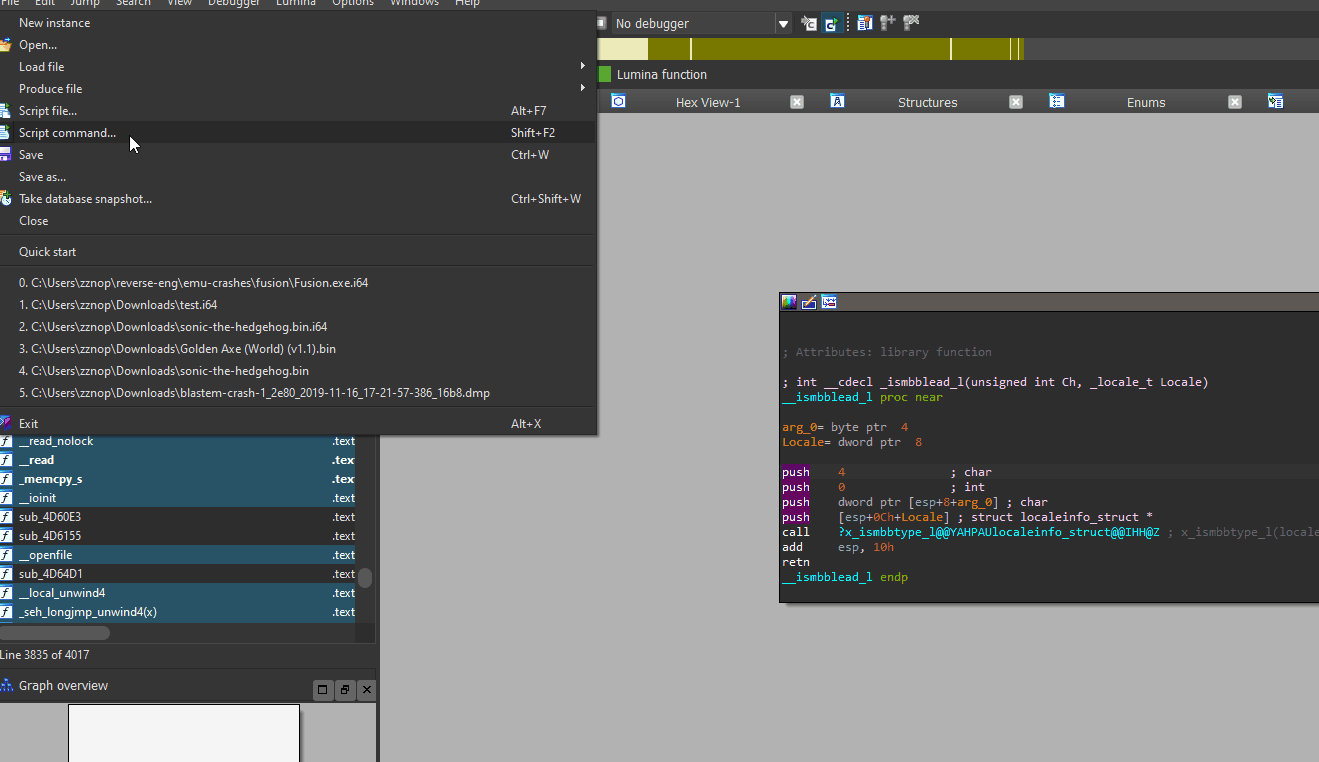 File Edit Jump Search View Debugger Lumina Options Windows Help
New instance
Open...
Load file
Produce file
Script file... Alt+F7
Script command... Shift+F2
Save Ctrl+W
Save as...
Take database snapshot... Ctrl+Shift+W
Close
Quick start
0. C:\Users\zznop\reverse-eng\emu-crashes\fusion\Fusion.exe.i64
1. C:\Users\zznop\Downloads\test.i64
2. C:\Users\zznop\Downloads\sonic-the-hedgehog.bin.i64
3. C:\Users\zznop\Downloads\Golden Axe (World) (v1.1).bin
4. C:\Users\zznop\Downloads\sonic-the-hedgehog.bin
5. C:\Users\zznop\Downloads\blastem-crash-1_2e80_2019-11-16_17-21-57-386_16b8.dmp
Exit Alt+X
No debugger
Lumina function
Hex View-1 Structures Enums
f __read_nolock .text
f __read .tex
f _memcpy_s .tex
f __ioinit .text
f sub_4D60E3 .text
f sub_4D6155 .text
f __openfile .text
f sub_4D64D1 .text
f __local_unwind4 .text
f _seh_longjmp_unwind4(x) .text
Line 3835 of 4017
Graph overview
; Attributes: library function
; int __cdecl _ismbblead_l(unsigned int Ch, _locale_t Locale)
__ismbblead_l proc near
arg_0= byte ptr 4
Locale= dword ptr 8
push 4 ; char
push 0 ; int
push dword ptr [esp+8+arg_0] ; char
push [esp+0Ch+Locale] ; struct localeinfo_struct *
call ?x_ismbbtype_l@@YAHPAUlocaleinfo_struct@@IHH@Z ; x_ismbbtype_l(locale
add esp, 10h
retn
__ismbblead_l endp